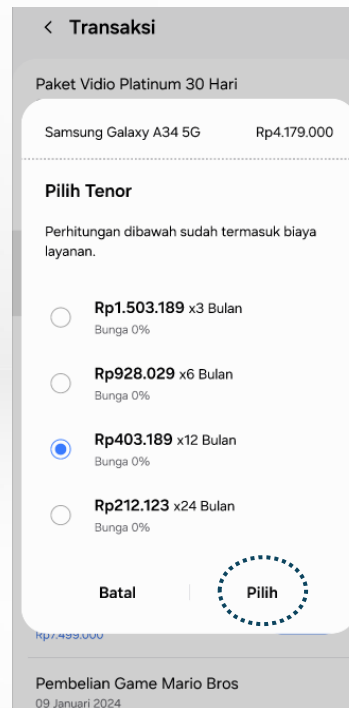 Transaksi
Paket Vidio Platinum 30 Hari
Samsung Galaxy A34 5G Rp4.179.000
Pilih Tenor
Perhitungan dibawah sudah termasuk biaya
layanan.
Rp1.503.189 x3 Bulan
Bunga 0%
Rp928.029 x6 Bulan
Bunga 0%
Rp403.189 x12 Bulan
Bunga 0%
Rp212.123 x24 Bulan
Bunga 0%
Batal Pilih
Rp7.499.000
Pembelian Game Mario Bros
09 Januari 2024